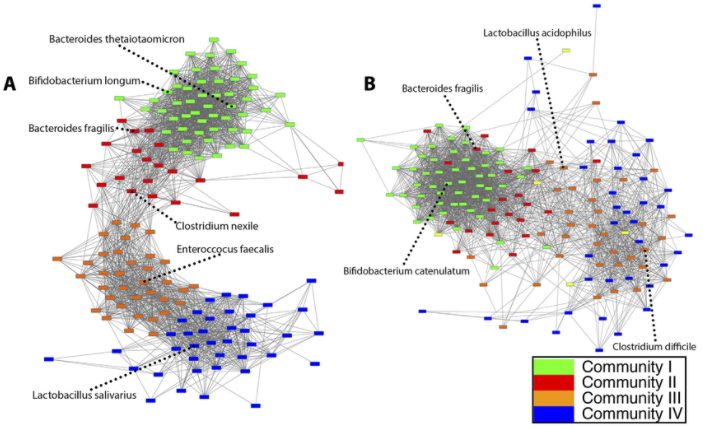 Lactobacillus acidophilus
Bacteroides thetaiotaomicron
A
Bifidobacterium longum
B
Bacteroides fragilis
Bacteroides fragilis
Clostridium nexile
Enteroccocus faecalis
Bifidobacterium catenulatum
Clostridium difficile
Lactobacillus salivarius
Community I
Community II
Community III
Community IV